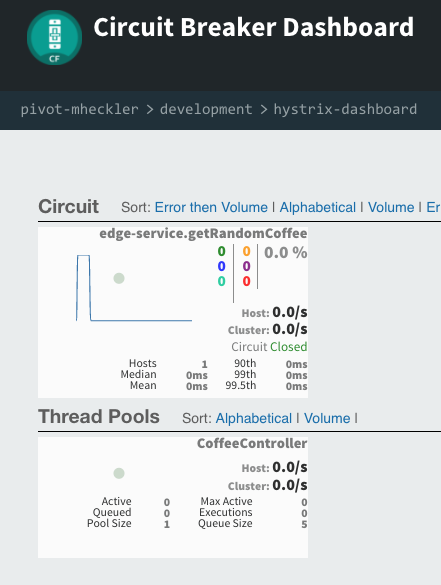 Circuit Breaker Dashboard
CF
pivot-mheckler > development > hystrix-dashboard
Circuit Sort: Error then Volume | Alphabetical | Volume | Er
edge-service.getRandomCoffee
0 0 0.0 %
0 0
0 0
Host: 0.0/s
Cluster: 0.0/s
Circuit Closed
Hosts 1 90th 0ms
Median 0ms 99th 0ms
Mean 0ms 99.5th 0ms
Thread Pools Sort: Alphabetical | Volume |
CoffeeController
Host: 0.0/s
Cluster: 0.0/s
Active 0 Max Active 0
Queued 0 Executions 0
Pool Size 1 Queue Size 5